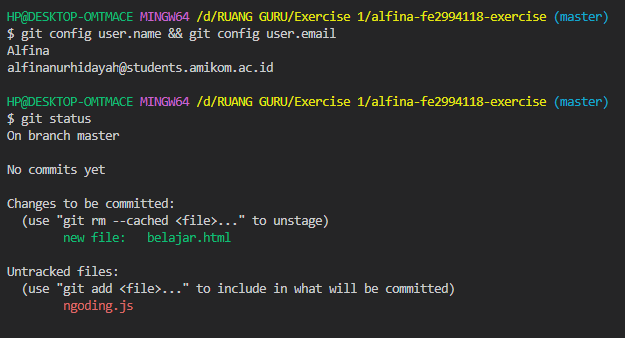 HP@DESKTOP-OMTMACE MINGW64 /d/RUANG GURU/Exercise 1/alfina-fe2994118-exercise (master)
$ git config user.name && git config user.email
Alfina
alfinanurhidayah@students.amikom.ac.id
HP@DESKTOP-OMTMACE MINGW64 /d/RUANG GURU/Exercise 1/alfina-fe2994118-exercise (master)
$ git status
On branch master
No commits yet
Changes to be committed:
  (use "git rm --cached <file>..." to unstage)
        new file:   belajar.html
Untracked files:
  (use "git add <file>..." to include in what will be committed)
        ngoding.js